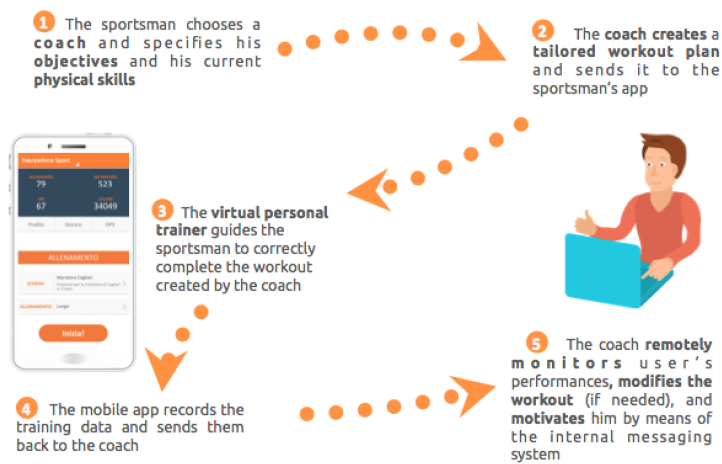 1 The sportsman chooses a
coach and specifies his
objectives and his current
physical skills
2 The coach creates a
tailored workout plan
and sends it to the
sportsman's app
Everywhere Sport
ALLENAMENTI
79
523
67
34049
Profilo Storico GPS
ALLENAMENTO
SCHEDA
Maratona Cagliari
ALLENAMENTO Lungo
Inizia!
3 The virtual personal
trainer guides the
sportsman to correctly
complete the workout
created by the coach
4 The mobile app records the
training data and sends them
back to the coach
5 The coach remotely
monitors user's
performances, modifies the
workout (if needed), and
motivates him by means of
the internal messaging
system